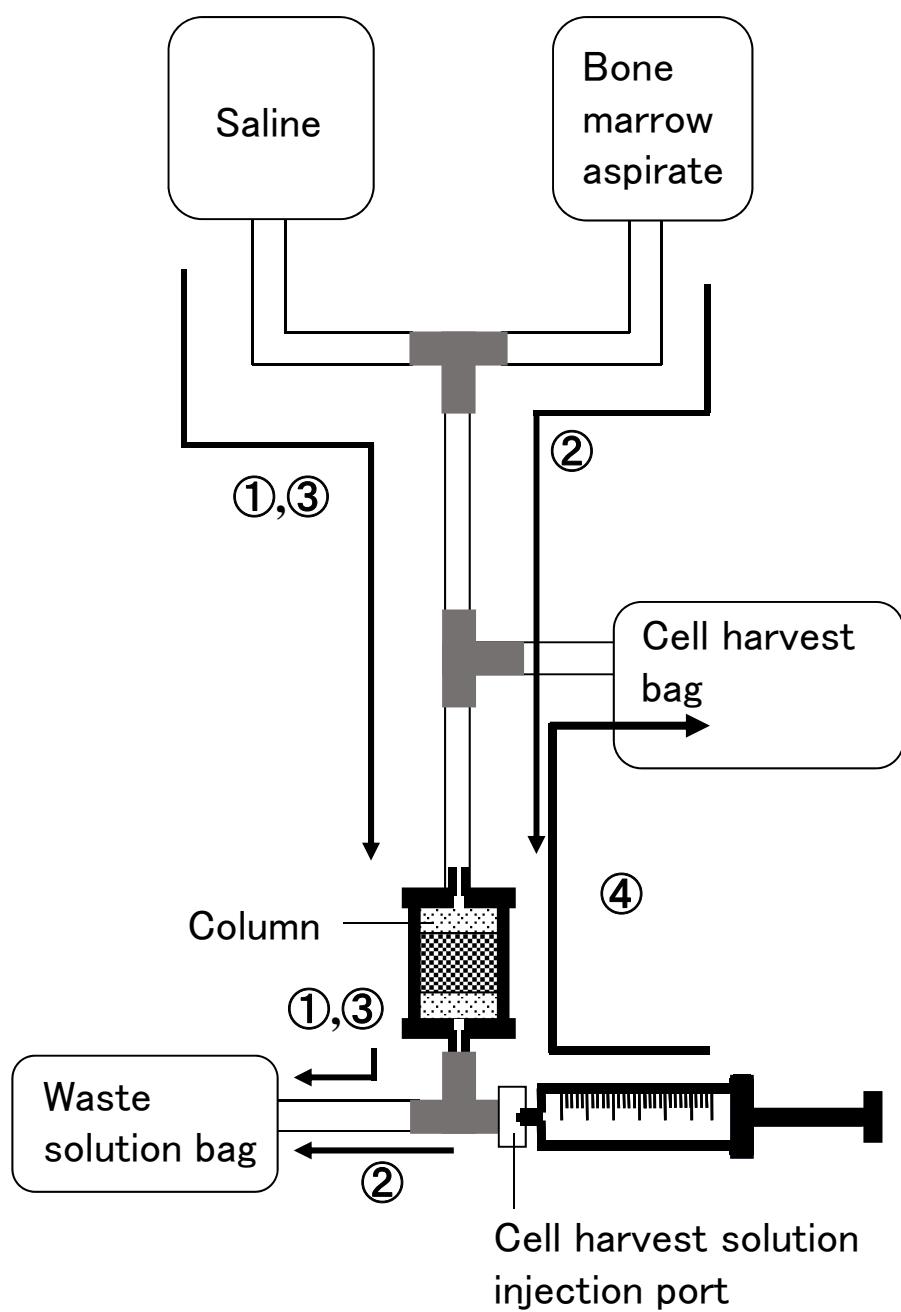 Saline
Bone
marrow
aspirate
①,③
②
Cell harvest
bag
④
Column
①,③
Waste
solution bag
②
Cell harvest solution
injection port